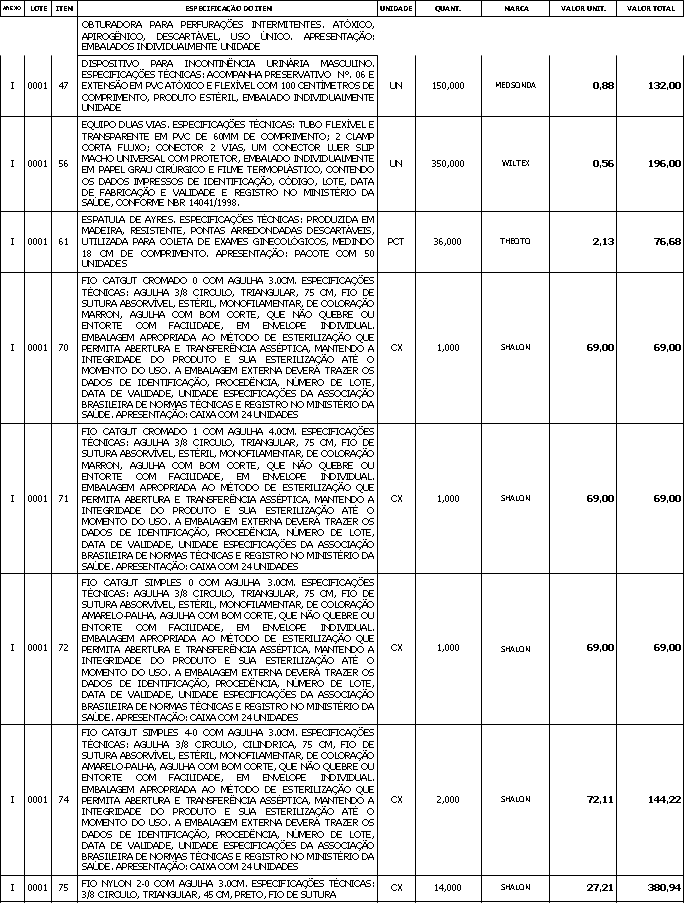 ANEXO LOTE ITEM ESPECIFICAÇÃO DO ITEM UNIDADE QUANT. MARCA VALOR UNIT. VALOR TOTAL
OBTURADORA PARA PERFURAÇÕES INTERMITENTES. ATÓXICO,
APIROGÊNICO, DESCARTÁVEL, USO ÚNICO. APRESENTAÇÃO:
EMBALADOS INDIVIDUALMENTE UNIDADE
DISPOSITIVO PARA INCONTINÊNCIA URINÁRIA MASCULINO.
ESPECIFICAÇÕES TÉCNICAS: ACOMPANHA PRESERVATIVO Nº. 06 E
I 0001 47 EXTENSÃO EM PVC ATÓXICO E FLEXÍVEL COM 100 CENTÍMETROS DE UN 150,000 MEDSONDA 0,88 132,00
COMPRIMENTO, PRODUTO ESTÉRIL, EMBALADO INDIVIDUALMENTE
UNIDADE
EQUIPO DUAS VIAS. ESPECIFICAÇÕES TÉCNICAS: TUBO FLEXÍVEL E
TRANSPARENTE EM PVC DE 60MM DE COMPRIMENTO; 2 CLAMP
CORTA FLUXO; CONECTOR 2 VIAS, UM CONECTOR LUER SLIP
MACHO UNIVERSAL COM PROTETOR, EMBALADO INDIVIDUALMENTE
I 0001 56 EM PAPEL GRAU CIRÚRGICO E FILME TERMOPLÁSTICO, CONTENDO UN 350,000 WILTEX 0,56 196,00
OS DADOS IMPRESSOS DE IDENTIFICAÇÃO, CÓDIGO, LOTE, DATA
DE FABRICAÇÃO E VALIDADE E REGISTRO NO MINISTÉRIO DA
SAÚDE, CONFORME NBR 14041/1998.
ESPATULA DE AYRES. ESPECIFICAÇÕES TÉCNICAS: PRODUZIDA EM
MADEIRA, RESISTENTE, PONTAS ARREDONDADAS DESCARTÁVEIS,
I 0001 61 UTILIZADA PARA COLETA DE EXAMES GINECOLÓGICOS, MEDINDO PCT 36,000 THEOTO 2,13 76,68
18 CM DE COMPRIMENTO. APRESENTAÇÃO: PACOTE COM 50
UNIDADES
FIO CATGUT CROMADO 0 COM AGULHA 3.0CM. ESPECIFICAÇÕES
TÉCNICAS: AGULHA 3/8 CIRCULO, TRIANGULAR, 75 CM, FIO DE
SUTURA ABSORVÍVEL, ESTÉRIL, MONOFILAMENTAR, DE COLORAÇÃO
MARRON, AGULHA COM BOM CORTE, QUE NÃO QUEBRE OU
ENTORTE COM FACILIDADE, EM ENVELOPE INDIVIDUAL.
EMBALAGEM APROPRIADA AO MÉTODO DE ESTERILIZAÇÃO QUE
I 0001 70 PERMITA ABERTURA E TRANSFERÊNCIA ASSÉPTICA, MANTENDO A CX 1,000 SHALON 69,00 69,00
INTEGRIDADE DO PRODUTO E SUA ESTERILIZAÇÃO ATÉ O
MOMENTO DO USO. A EMBALAGEM EXTERNA DEVERÁ TRAZER OS
DADOS DE IDENTIFICAÇÃO, PROCEDÊNCIA, NÚMERO DE LOTE,
DATA DE VALIDADE, UNIDADE ESPECIFICAÇÕES DA ASSOCIAÇÃO
BRASILEIRA DE NORMAS TÉCNICAS E REGISTRO NO MINISTÉRIO DA
SAÚDE. APRESENTAÇÃO: CAIXA COM 24 UNIDADES
FIO CATGUT CROMADO 1 COM AGULHA 4.0CM. ESPECIFICAÇÕES
TÉCNICAS: AGULHA 3/8 CIRCULO, TRIANGULAR, 75 CM, FIO DE
SUTURA ABSORVÍVEL, ESTÉRIL, MONOFILAMENTAR, DE COLORAÇÃO
MARRON, AGULHA COM BOM CORTE, QUE NÃO QUEBRE OU
ENTORTE COM FACILIDADE, EM ENVELOPE INDIVIDUAL.
EMBALAGEM APROPRIADA AO MÉTODO DE ESTERILIZAÇÃO QUE
I 0001 71 PERMITA ABERTURA E TRANSFERÊNCIA ASSÉPTICA, MANTENDO A CX 1,000 SHALON 69,00 69,00
INTEGRIDADE DO PRODUTO E SUA ESTERILIZAÇÃO ATÉ O
MOMENTO DO USO. A EMBALAGEM EXTERNA DEVERÁ TRAZER OS
DADOS DE IDENTIFICAÇÃO, PROCEDÊNCIA, NÚMERO DE LOTE,
DATA DE VALIDADE, UNIDADE ESPECIFICAÇÕES DA ASSOCIAÇÃO
BRASILEIRA DE NORMAS TÉCNICAS E REGISTRO NO MINISTÉRIO DA
SAÚDE. APRESENTAÇÃO: CAIXA COM 24 UNIDADES
FIO CATGUT SIMPLES 0 COM AGULHA 3.0CM. ESPECIFICAÇÕES
TÉCNICAS: AGULHA 3/8 CIRCULO, TRIANGULAR, 75 CM, FIO DE
SUTURA ABSORVÍVEL, ESTÉRIL, MONOFILAMENTAR, DE COLORAÇÃO
AMARELO-PALHA, AGULHA COM BOM CORTE, QUE NÃO QUEBRE OU
ENTORTE COM FACILIDADE, EM ENVELOPE INDIVIDUAL.
EMBALAGEM APROPRIADA AO MÉTODO DE ESTERILIZAÇÃO QUE
I 0001 72 PERMITA ABERTURA E TRANSFERÊNCIA ASSÉPTICA, MANTENDO A CX 1,000 SHALON 69,00 69,00
INTEGRIDADE DO PRODUTO E SUA ESTERILIZAÇÃO ATÉ O
MOMENTO DO USO. A EMBALAGEM EXTERNA DEVERÁ TRAZER OS
DADOS DE IDENTIFICAÇÃO, PROCEDÊNCIA, NÚMERO DE LOTE,
DATA DE VALIDADE, UNIDADE ESPECIFICAÇÕES DA ASSOCIAÇÃO
BRASILEIRA DE NORMAS TÉCNICAS E REGISTRO NO MINISTÉRIO DA
SAÚDE. APRESENTAÇÃO: CAIXA COM 24 UNIDADES
FIO CATGUT SIMPLES 4-0 COM AGULHA 3.0CM. ESPECIFICAÇÕES
TÉCNICAS: AGULHA 3/8 CIRCULO, CILINDRICA, 75 CM, FIO DE
SUTURA ABSORVÍVEL, ESTÉRIL, MONOFILAMENTAR, DE COLORAÇÃO
AMARELO-PALHA, AGULHA COM BOM CORTE, QUE NÃO QUEBRE OU
ENTORTE COM FACILIDADE, EM ENVELOPE INDIVIDUAL.
EMBALAGEM APROPRIADA AO MÉTODO DE ESTERILIZAÇÃO QUE
I 0001 74 PERMITA ABERTURA E TRANSFERÊNCIA ASSÉPTICA, MANTENDO A CX 2,000 SHALON 72,11 144,22
INTEGRIDADE DO PRODUTO E SUA ESTERILIZAÇÃO ATÉ O
MOMENTO DO USO. A EMBALAGEM EXTERNA DEVERÁ TRAZER OS
DADOS DE IDENTIFICAÇÃO, PROCEDÊNCIA, NÚMERO DE LOTE,
DATA DE VALIDADE, UNIDADE ESPECIFICAÇÕES DA ASSOCIAÇÃO
BRASILEIRA DE NORMAS TÉCNICAS E REGISTRO NO MINISTÉRIO DA
SAÚDE. APRESENTAÇÃO: CAIXA COM 24 UNIDADES
I 0001 75 FIO NYLON 2-0 COM AGULHA 3.0CM. ESPECIFICAÇÕES TÉCNICAS: CX 14,000 SHALON 27,21 380,94
3/8 CIRCULO, TRIANGULAR, 45 CM, PRETO, FIO DE SUTURA